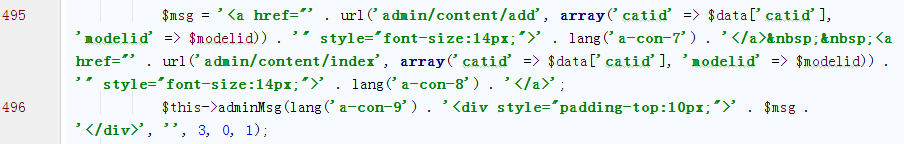 495 $msg = '<a href="' . url('admin/content/add', array('catid' => $data['catid'],
'modelid' => $modelid)) . '" style="font-size:14px;">' . lang('a-con-7') . '</a>&nbsp;&nbsp;<a
href="' . url('admin/content/index', array('catid' => $data['catid'], 'modelid' => $modelid)) .
'" style="font-size:14px;">' . lang('a-con-8') . '</a>';
496 $this->adminMsg(lang('a-con-9') . '<div style="padding-top:10px;">' . $msg .
'</div>', '', 3, 0, 1);